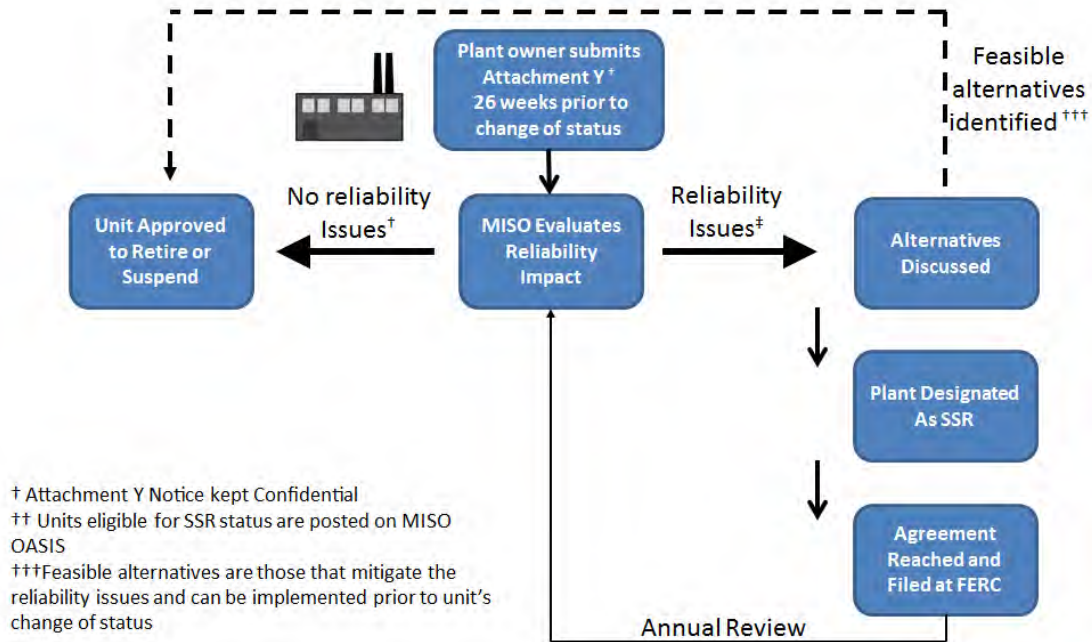 Plant owner submits
Attachment Y †
26 weeks prior to
change of status
Feasible
alternatives
identified †††
No reliability
Issues†
Reliability
Issues‡
Unit Approved
to Retire or
Suspend
MISO Evaluates
Reliability
Impact
Alternatives
Discussed
Plant Designated
As SSR
Agreement
Reached and
Filed at FERC
Annual Review
† Attachment Y Notice kept Confidential
†† Units eligible for SSR status are posted on MISO
OASIS
†††Feasible alternatives are those that mitigate the
reliability issues and can be implemented prior to unit's
change of status